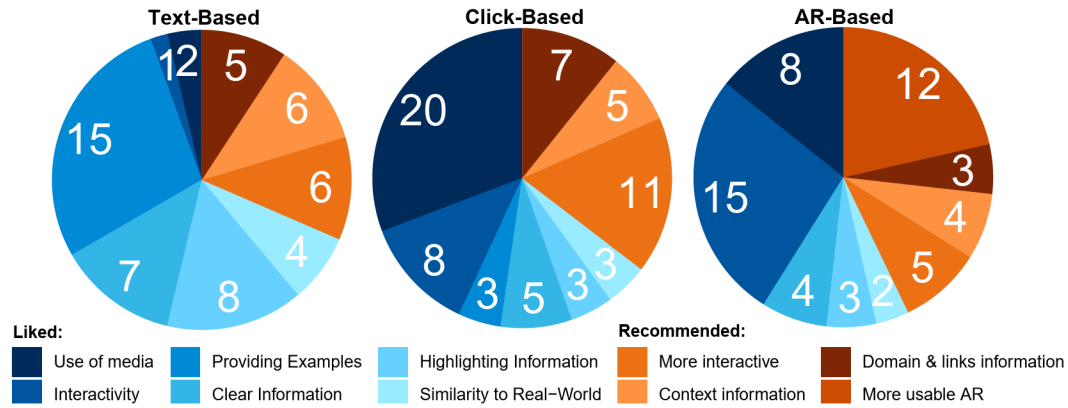 Text-Based Click-Based AR-Based
12 5 6 6 4 8 7 15
20 7 5 11 3 3 5 3 8
8 12 3 4 5 2 3 4 15
Liked: Recommended:
Use of media Providing Examples Highlighting Information More interactive Domain & links information
Interactivity Clear Information Similarity to Real−World Context information More usable AR